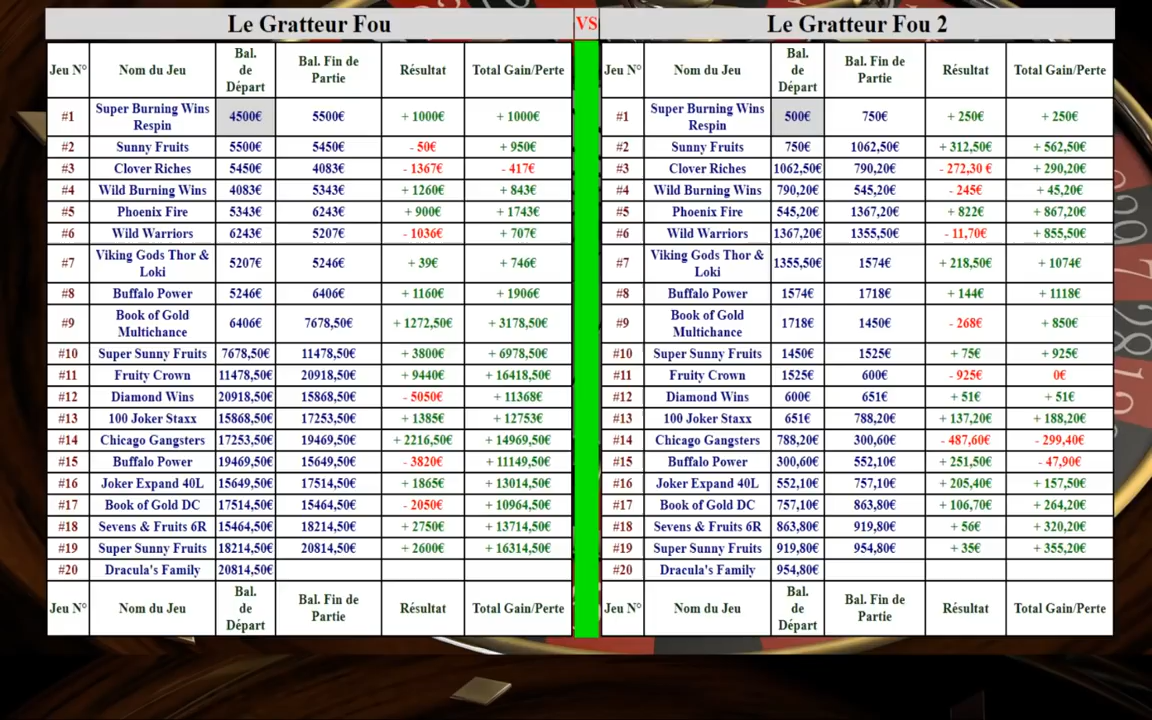 Le Gratteur Fou VS Le Gratteur Fou 2
Jeu N° Nom du Jeu Bal. de Départ Bal. Fin de Partie Résultat Total Gain/Perte Jeu N° Nom du Jeu Bal. de Départ Bal. Fin de Partie Résultat Total Gain/Perte
#1 Super Burning Wins Respin 4500€ 5500€ + 1000€ + 1000€ #1 Super Burning Wins Respin 500€ 750€ + 250€ + 250€
#2 Sunny Fruits 5500€ 5450€ - 50€ + 950€ #2 Sunny Fruits 750€ 1062,50€ + 312,50€ + 562,50€
#3 Clover Riches 5450€ 4083€ - 1367€ - 417€ #3 Clover Riches 1062,50€ 790,20€ - 272,30 € + 290,20€
#4 Wild Burning Wins 4083€ 5343€ + 1260€ + 843€ #4 Wild Burning Wins 790,20€ 545,20€ - 245€ + 45,20€
#5 Phoenix Fire 5343€ 6243€ + 900€ + 1743€ #5 Phoenix Fire 545,20€ 1367,20€ + 822€ + 867,20€
#6 Wild Warriors 6243€ 5207€ - 1036€ + 707€ #6 Wild Warriors 1367,20€ 1355,50€ - 11,70€ + 855,50€
#7 Viking Gods Thor & Loki 5207€ 5246€ + 39€ + 746€ #7 Viking Gods Thor & Loki 1355,50€ 1574€ + 218,50€ + 1074€
#8 Buffalo Power 5246€ 6406€ + 1160€ + 1906€ #8 Buffalo Power 1574€ 1718€ + 144€ + 1118€
#9 Book of Gold Multichance 6406€ 7678,50€ + 1272,50€ + 3178,50€ #9 Book of Gold Multichance 1718€ 1450€ - 268€ + 850€
#10 Super Sunny Fruits 7678,50€ 11478,50€ + 3800€ + 6978,50€ #10 Super Sunny Fruits 1450€ 1525€ + 75€ + 925€
#11 Fruity Crown 11478,50€ 20918,50€ + 9440€ + 16418,50€ #11 Fruity Crown 1525€ 600€ - 925€ 0€
#12 Diamond Wins 20918,50€ 15868,50€ - 5050€ + 11368€ #12 Diamond Wins 600€ 651€ + 51€ + 51€
#13 100 Joker Staxx 15868,50€ 17253,50€ + 1385€ + 12753€ #13 100 Joker Staxx 651€ 788,20€ + 137,20€ + 188,20€
#14 Chicago Gangsters 17253,50€ 19469,50€ + 2216,50€ + 14969,50€ #14 Chicago Gangsters 788,20€ 300,60€ - 487,60€ - 299,40€
#15 Buffalo Power 19469,50€ 15649,50€ - 3820€ + 11149,50€ #15 Buffalo Power 300,60€ 552,10€ + 251,50€ - 47,90€
#16 Joker Expand 40L 15649,50€ 17514,50€ + 1865€ + 13014,50€ #16 Joker Expand 40L 552,10€ 757,10€ + 205,40€ + 157,50€
#17 Book of Gold DC 17514,50€ 15464,50€ - 2050€ + 10964,50€ #17 Book of Gold DC 757,10€ 863,80€ + 106,70€ + 264,20€
#18 Sevens & Fruits 6R 15464,50€ 18214,50€ + 2750€ + 13714,50€ #18 Sevens & Fruits 6R 863,80€ 919,80€ + 56€ + 320,20€
#19 Super Sunny Fruits 18214,50€ 20814,50€ + 2600€ + 16314,50€ #19 Super Sunny Fruits 919,80€ 954,80€ + 35€ + 355,20€
#20 Dracula's Family 20814,50€ #20 Dracula's Family 954,80€
Jeu N° Nom du Jeu Bal. de Départ Bal. Fin de Partie Résultat Total Gain/Perte Jeu N° Nom du Jeu Bal. de Départ Bal. Fin de Partie Résultat Total Gain/Perte